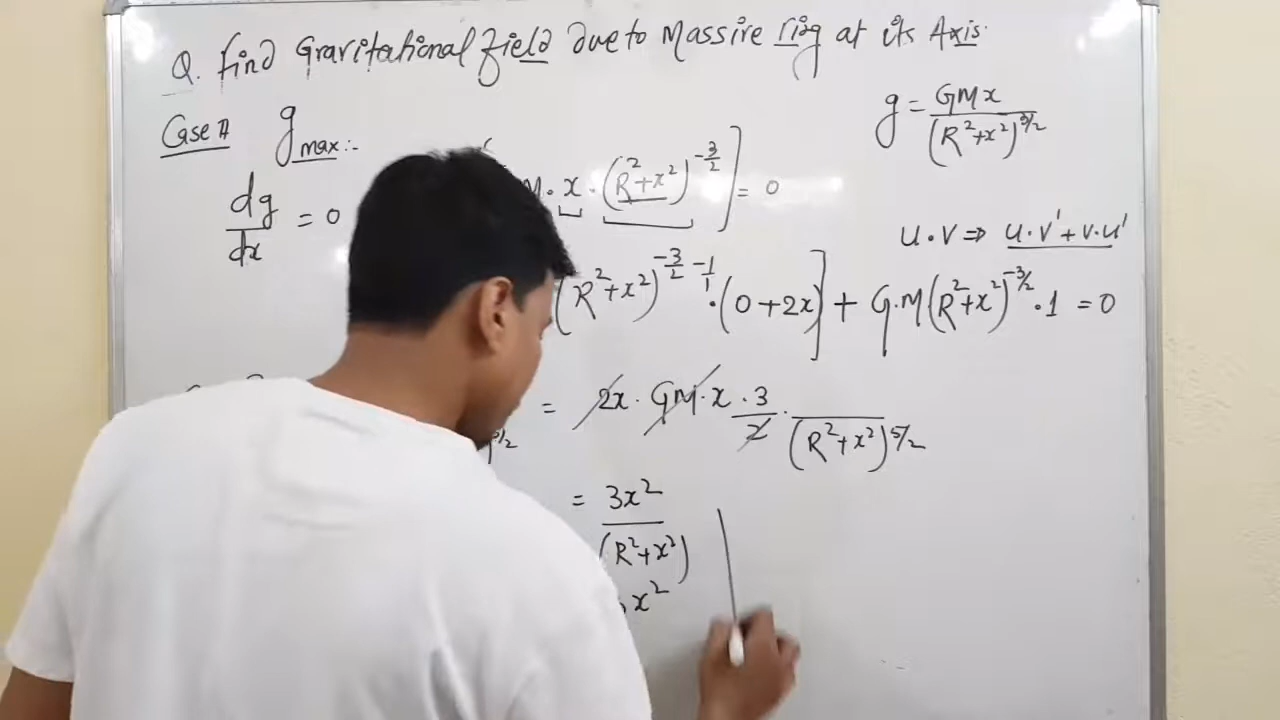 Q. Find Gravitational field due to Massive ring at its Axis.
g = GMx / (R²+x²)^3/2
Case II g max:-
dg/dx = 0
M · x · (R²+x²)^-3/2] = 0
U·V ⇒ U·V' + V·U'
(R²+x²)^-3/2 -1/1 · (0+2x)] + G·M(R²+x²)^-3/2 · 1 = 0
= 2x · GM · x · 3/2 · 1/(R²+x²)^5/2
= 3x² / (R²+x²)
x²